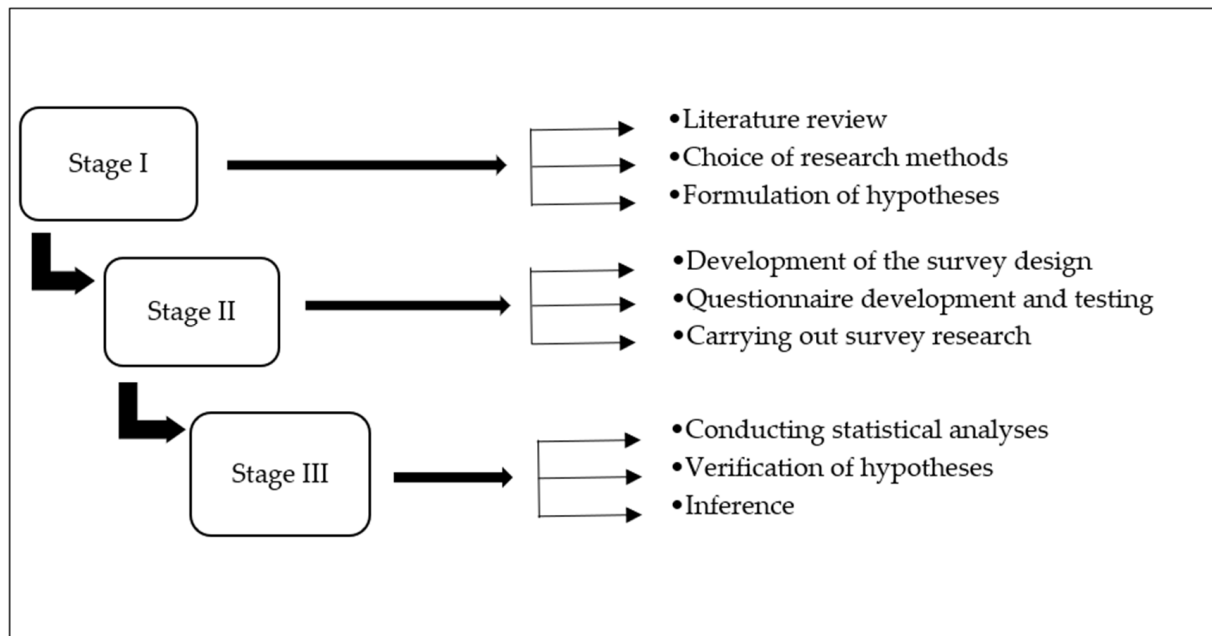 Stage I
•Literature review
•Choice of research methods
•Formulation of hypotheses
Stage II
•Development of the survey design
•Questionnaire development and testing
•Carrying out survey research
Stage III
•Conducting statistical analyses
•Verification of hypotheses
•Inference